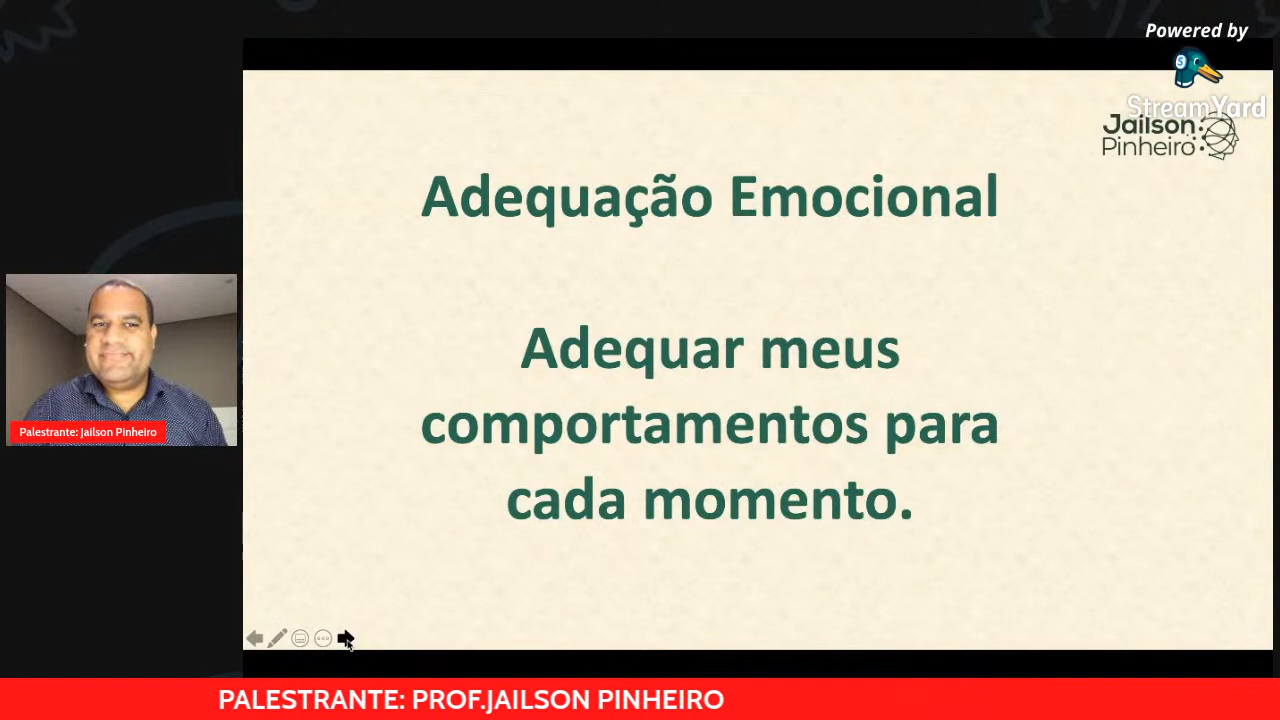 Powered by
StreamYard
Jailson
Pinheiro
Adequação Emocional
Adequar meus
comportamentos para
cada momento.
Palestrante: Jailson Pinheiro
PALESTRANTE: PROF.JAILSON PINHEIRO